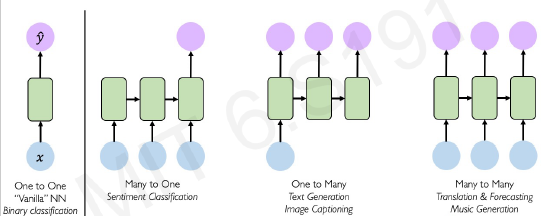 ŷ
x
One to One
"Vanilla" NN
Binary classification
Many to One
Sentiment Classification
One to Many
Text Generation
Image Captioning
Many to Many
Translation & Forecasting
Music Generation
MIT 6.S191